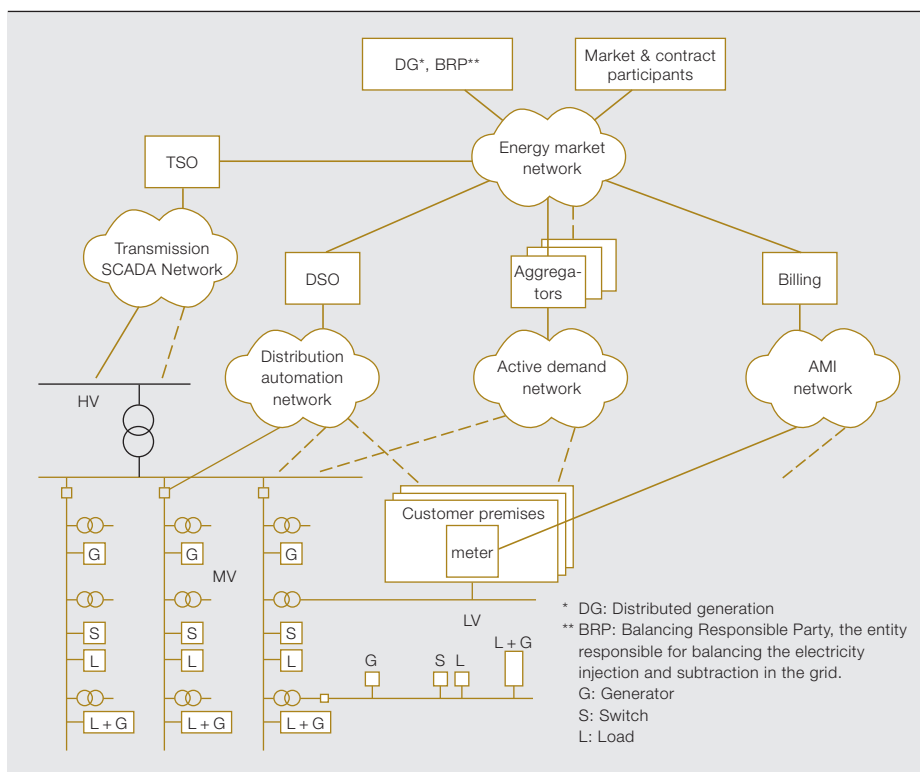 DG*, BRP**
Market & contract
participants
Energy market
network
TSO
Transmission
SCADA Network
DSO
Aggrega-
tors
Billing
Distribution
automation
network
Active demand
network
AMI
network
HV
Customer premises
meter
G
G
G
MV
LV
S
S
S
L
L
L
G
S
L
L + G
L + G
L + G
L + G
* DG: Distributed generation
** BRP: Balancing Responsible Party, the entity
responsible for balancing the electricity
injection and subtraction in the grid.
G: Generator
S: Switch
L: Load